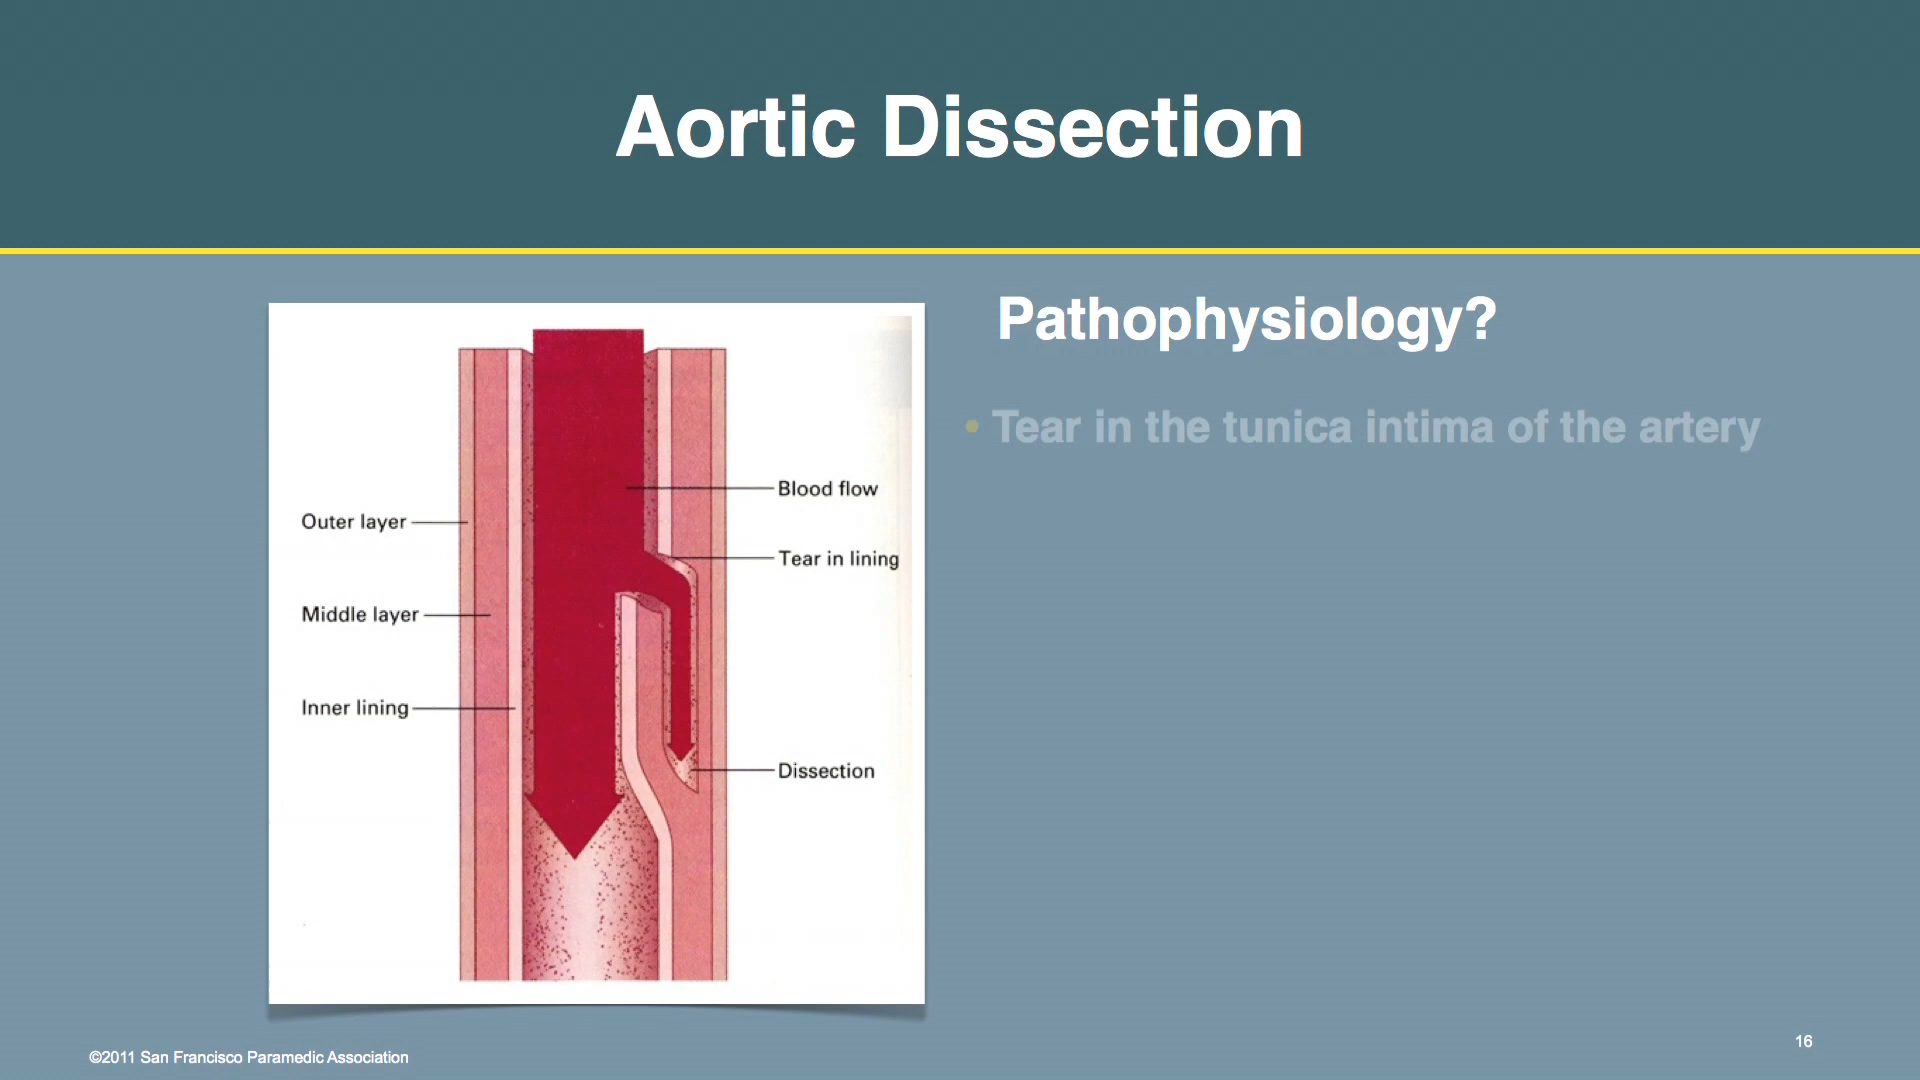 Aortic Dissection
Pathophysiology?
• Tear in the tunica intima of the artery
Blood flow
Outer layer
Tear in lining
Middle layer
Inner lining
Dissection
©2011 San Francisco Paramedic Association
16